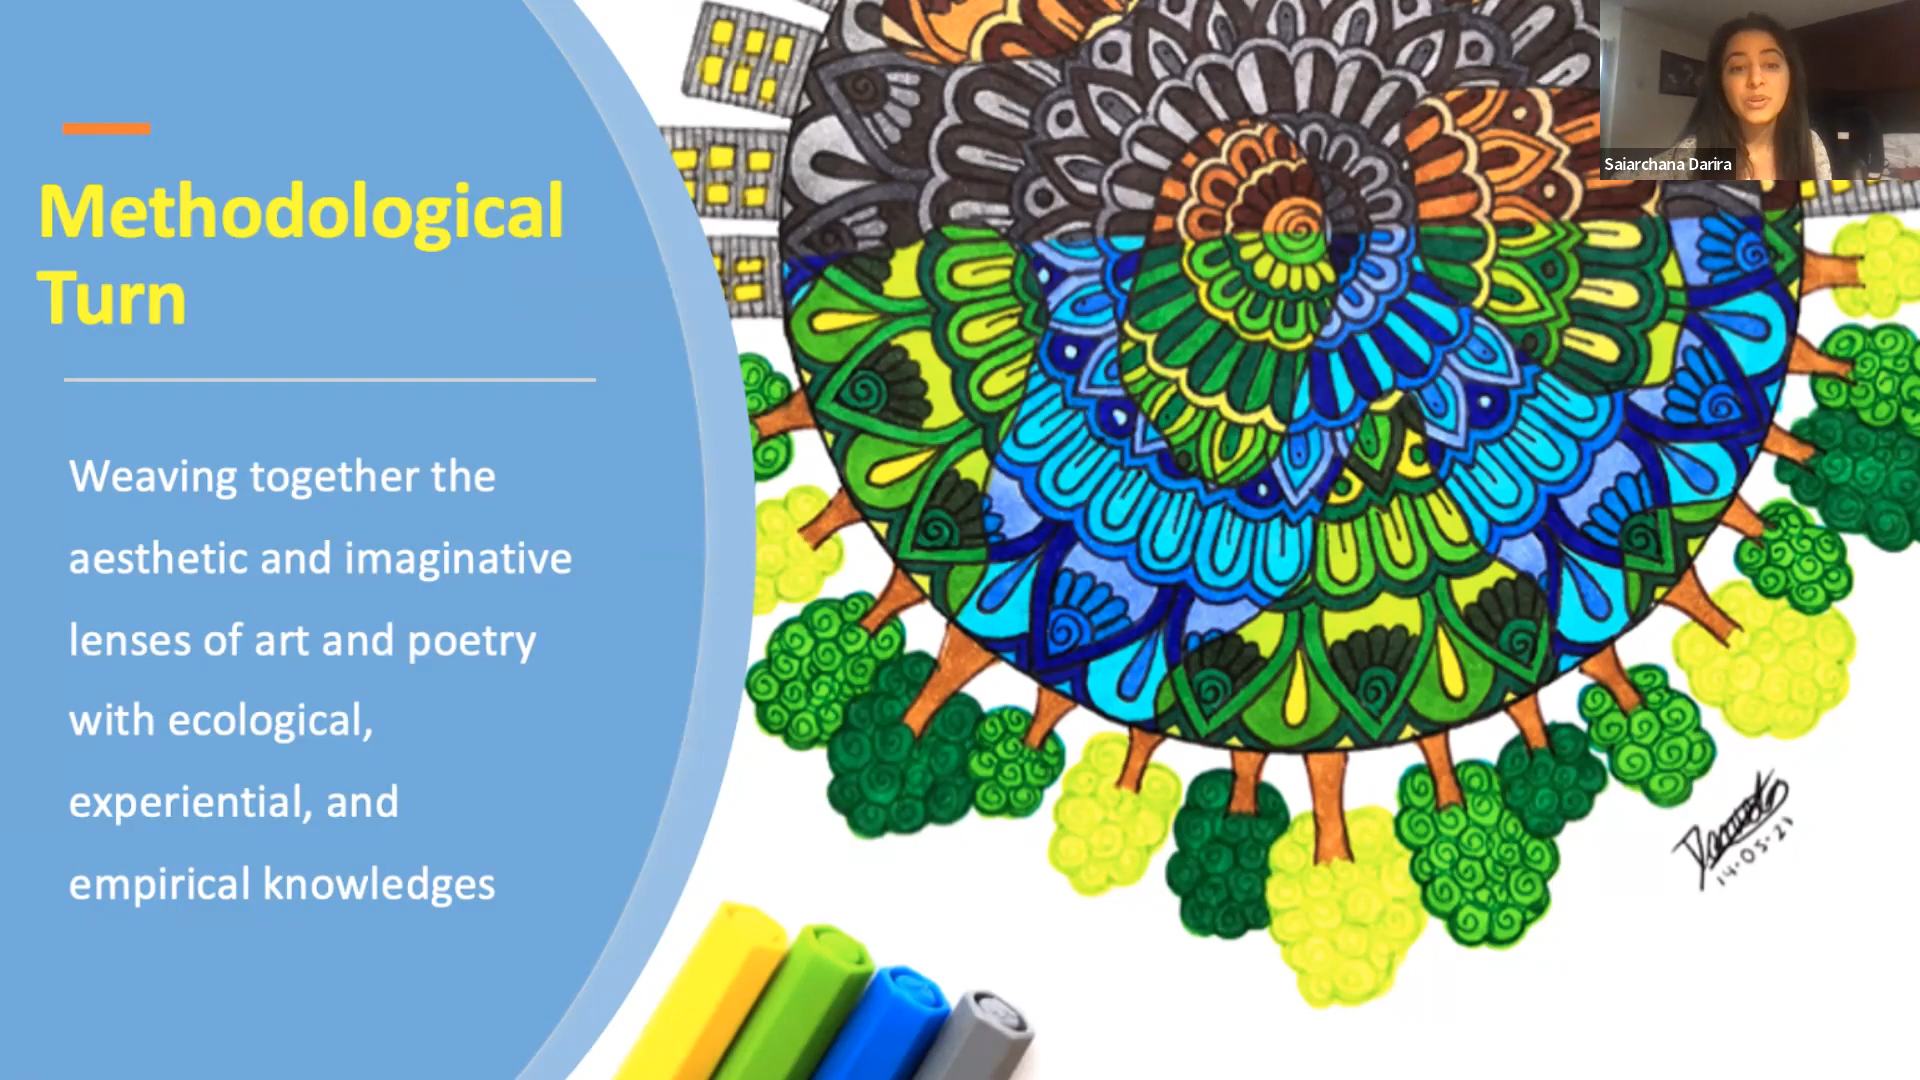 Methodological
Turn
Weaving together the
aesthetic and imaginative
lenses of art and poetry
with ecological,
experiential, and
empirical knowledges
Saiarchana Darira
14-05-21